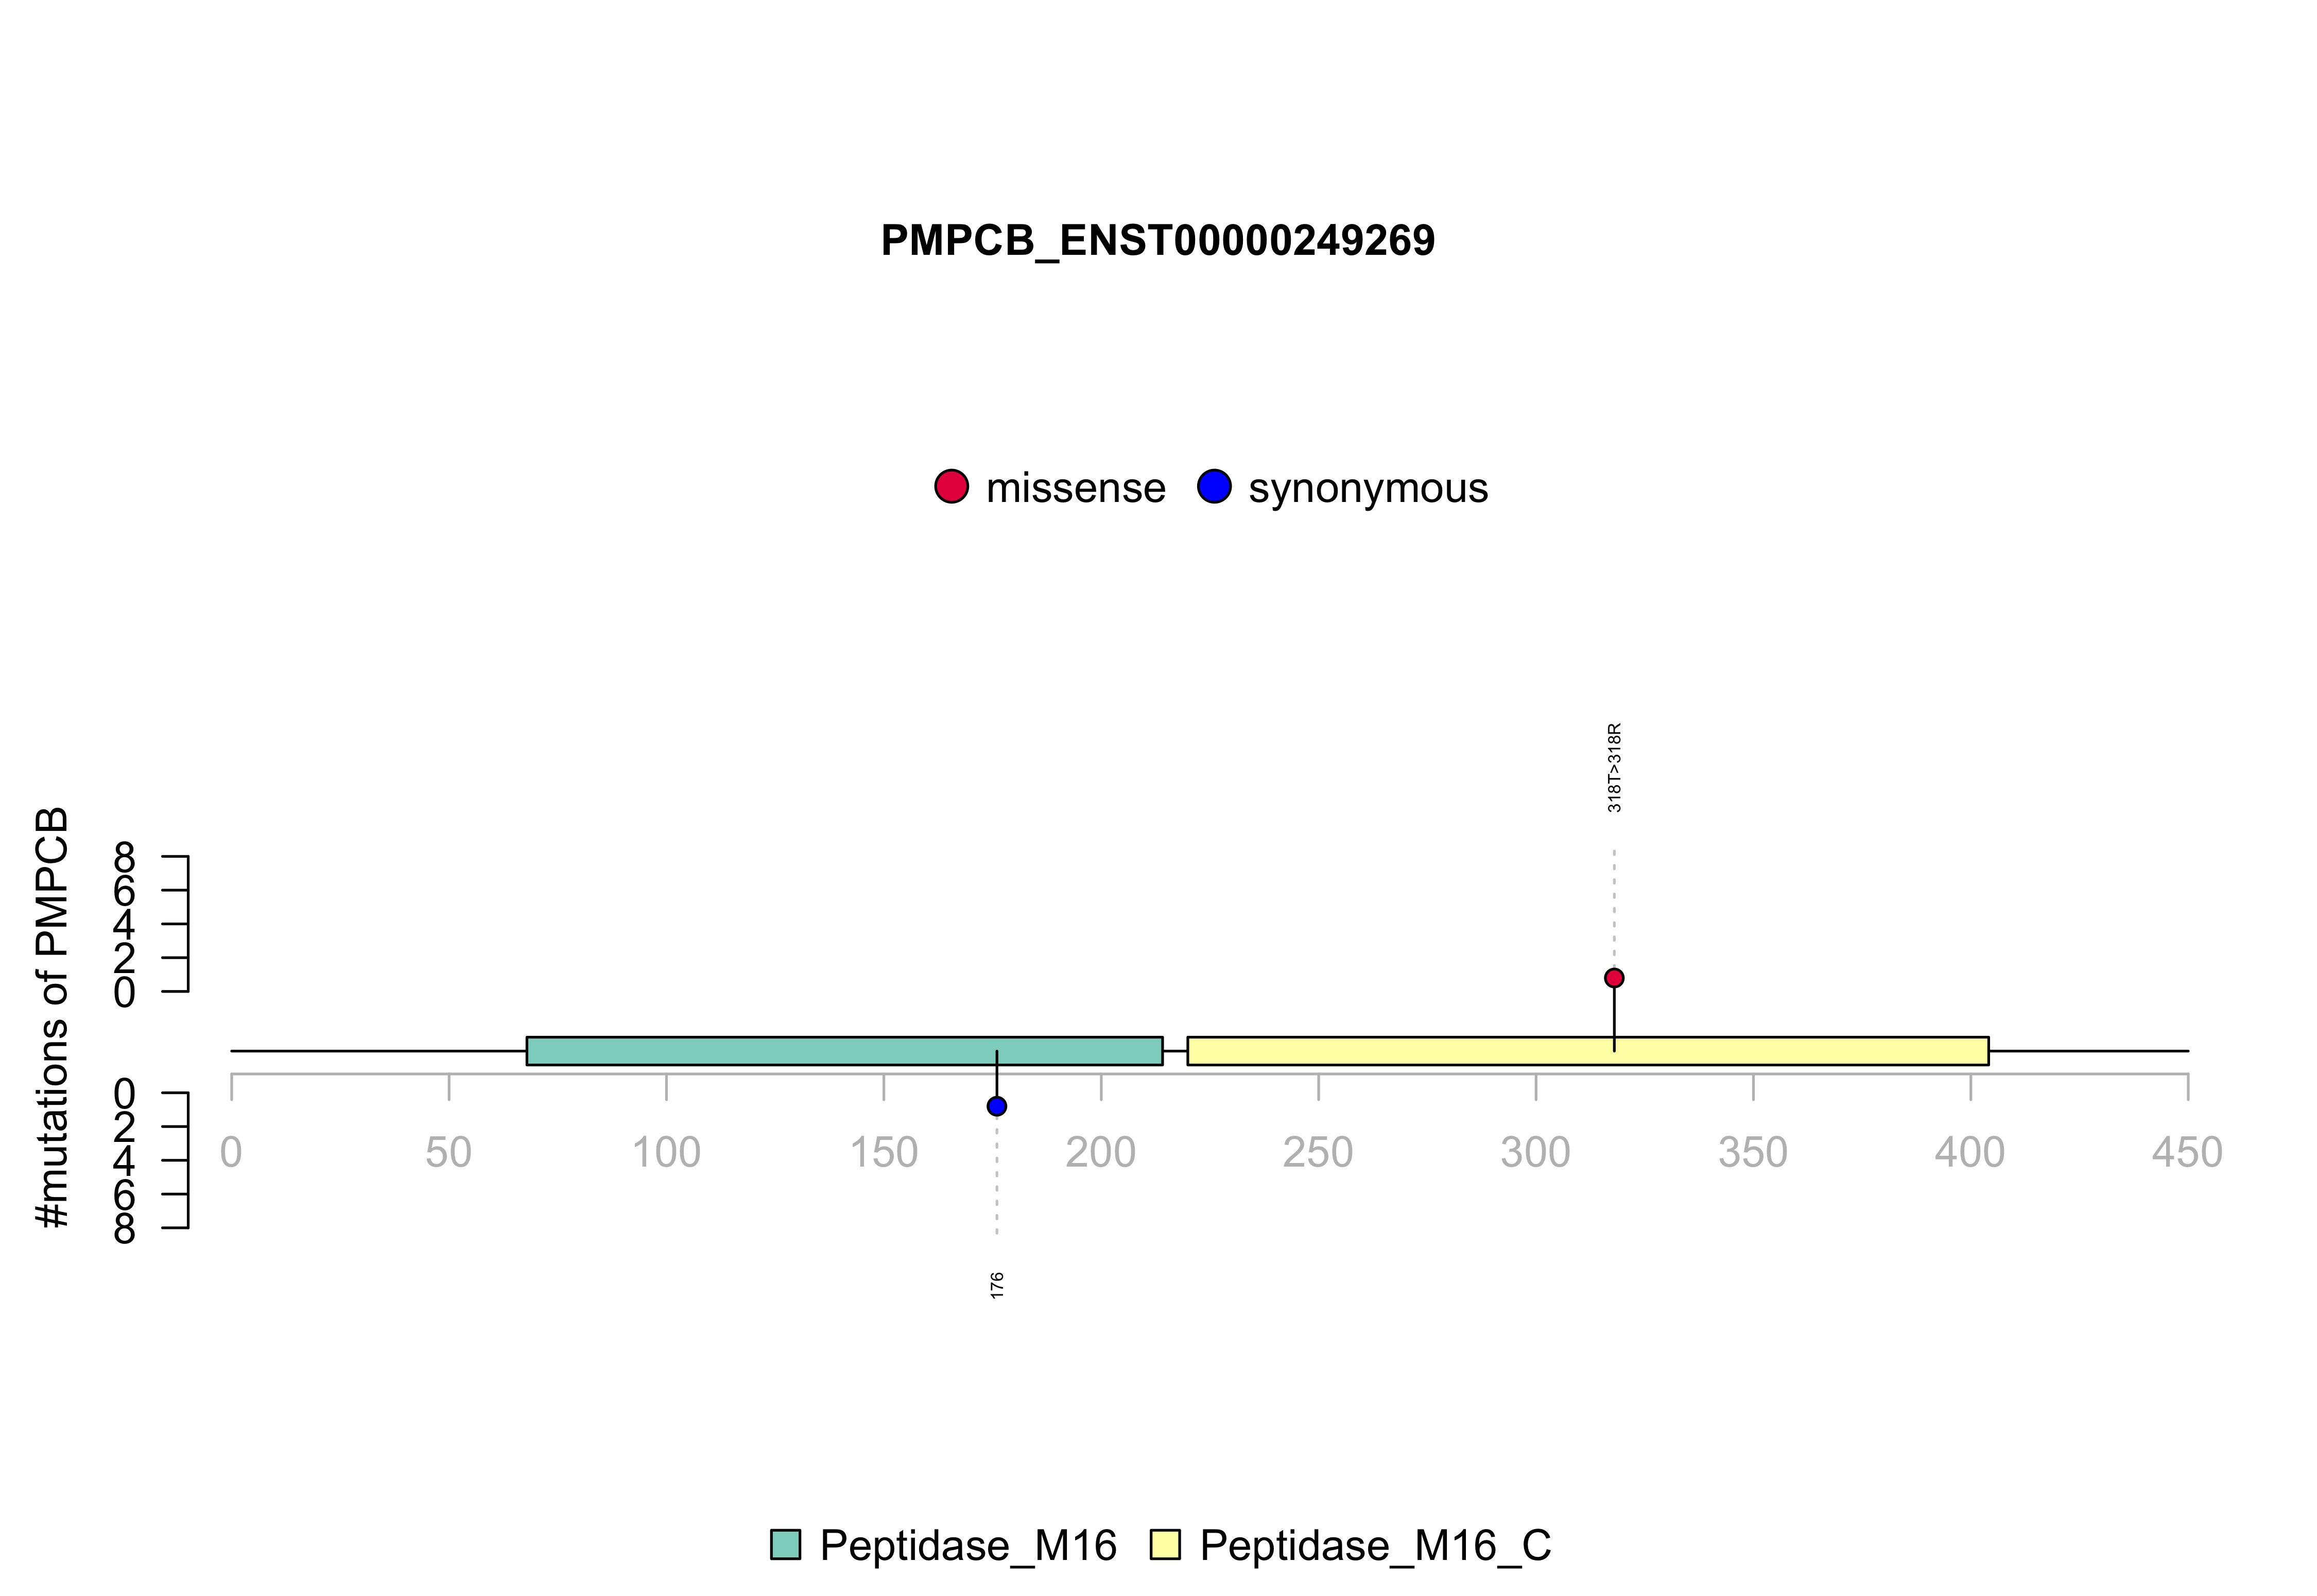 PMPCB_ENST00000249269
missense synonymous
318T>318R
#mutations of PMPCB
8
6
4
2
0
0
2
4
6
8
0 50 100 150 200 250 300 350 400 450
176
Peptidase_M16 Peptidase_M16_C